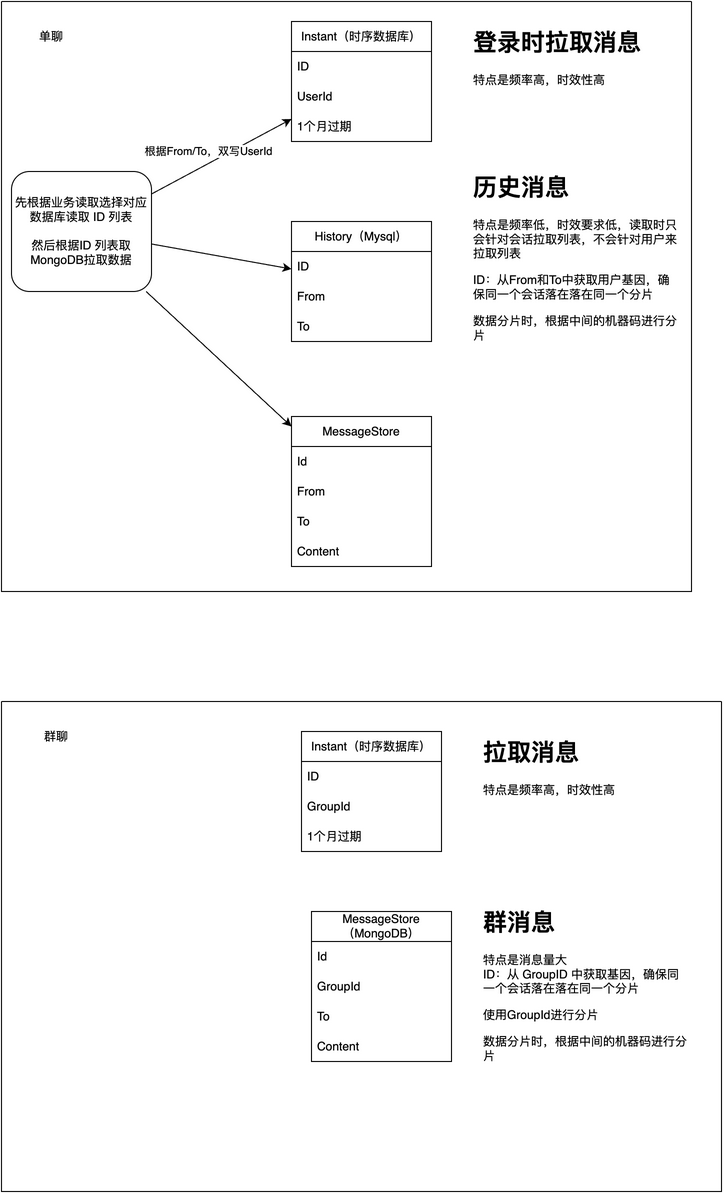 单聊
Instant（时序数据库）
ID
UserId
1个月过期
登录时拉取消息
特点是频率高，时效性高
根据From/To，双写UserId
先根据业务读取选择对应
数据库读取 ID 列表
然后根据ID 列表取
MongoDB拉取数据
History（Mysql）
ID
From
To
历史消息
特点是频率低，时效要求低，读取时只
会针对会话拉取列表，不会针对用户来
拉取列表
ID：从From和To中获取用户基因，确
保同一个会话落在落在同一个分片
数据分片时，根据中间的机器码进行分
片
MessageStore
Id
From
To
Content
群聊
Instant（时序数据库）
ID
GroupId
1个月过期
拉取消息
特点是频率高，时效性高
MessageStore
（MongoDB）
Id
GroupId
To
Content
群消息
特点是消息量大
ID：从 GroupID 中获取基因，确保同
一个会话落在落在同一个分片
使用GroupId进行分片
数据分片时，根据中间的机器码进行分
片